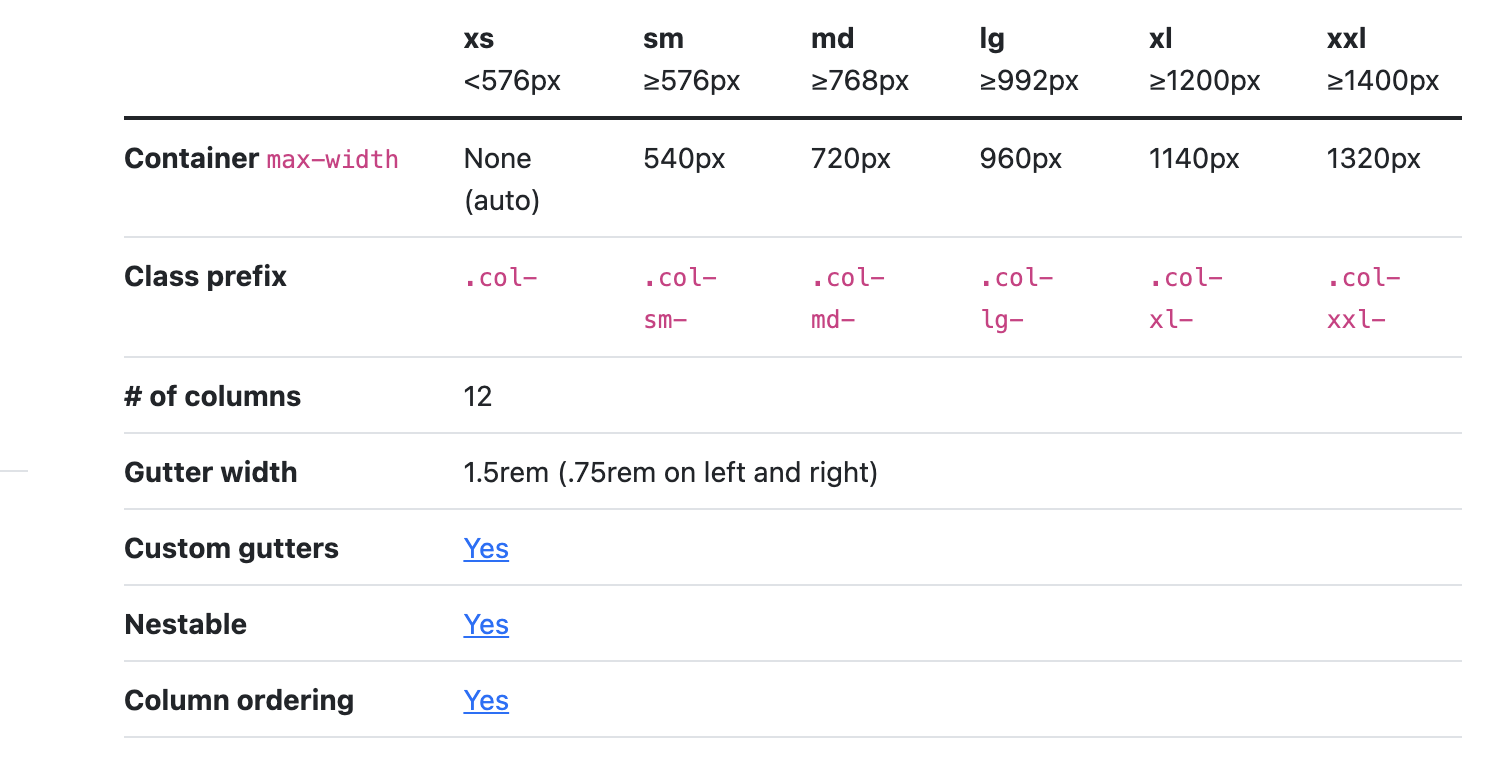 xs sm md lg xl xxl
<576px ≥576px ≥768px ≥992px ≥1200px ≥1400px
Container max-width None 540px 720px 960px 1140px 1320px
(auto)
Class prefix .col- .col- .col- .col- .col- .col-
sm- md- lg- xl- xxl-
# of columns 12
Gutter width 1.5rem (.75rem on left and right)
Custom gutters Yes
Nestable Yes
Column ordering Yes